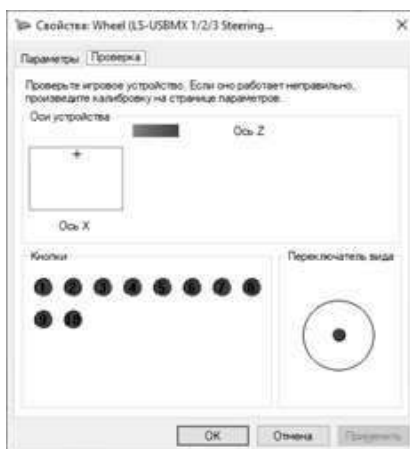 Свойства: Wheel (LS-USBMX 1/2/3 Steering...
Параметры Проверка
Проверьте игровое устройство. Если оно работает неправильно,
произведите калибровку на странице параметров.
Оси устройства
Ось Z
Ось X
Кнопки
Переключатель вида
1 2 3 4 5 6 7 8
9 10
OK Отмена Применить